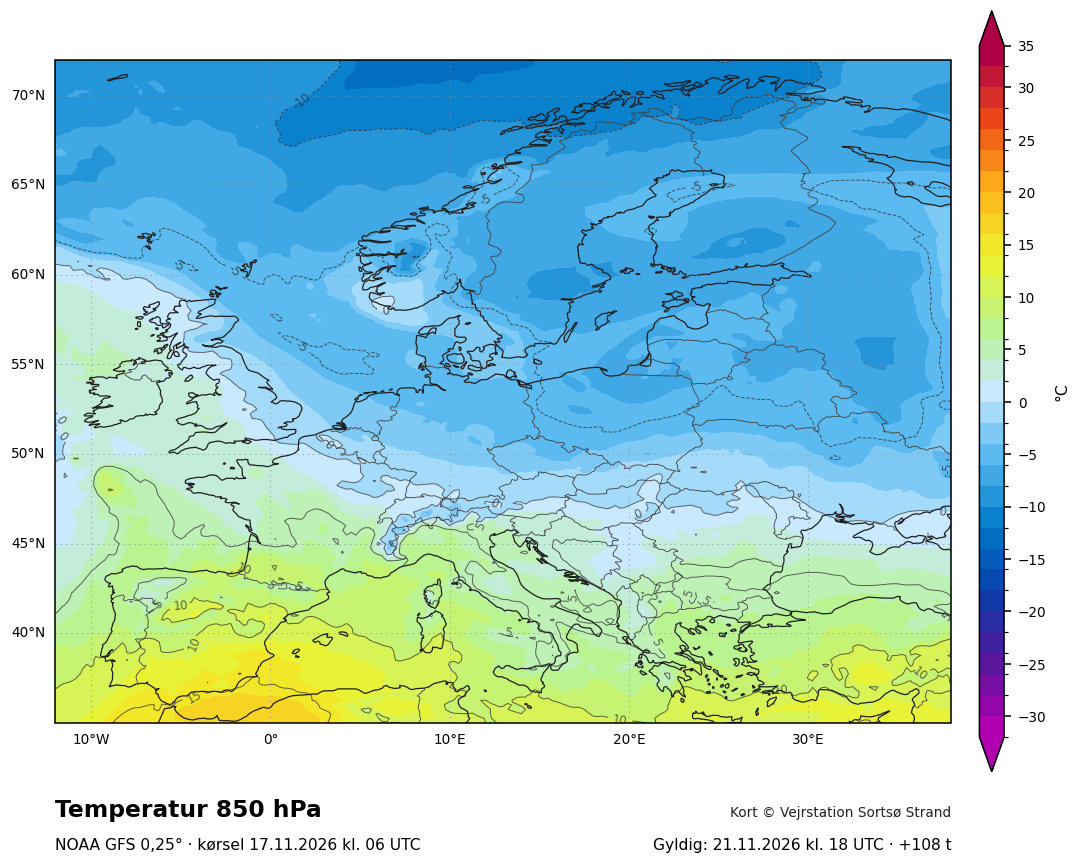 70°N
65°N
60°N
55°N
50°N
45°N
40°N
10°W
0°
10°E
20°E
30°E
35
30
25
20
15
10
5
0
−5
−10
−15
−20
−25
−30
°C
Temperatur 850 hPa
Kort © Vejrstation Sortsø Strand
NOAA GFS 0,25° · kørsel 17.11.2026 kl. 06 UTC
Gyldig: 21.11.2026 kl. 18 UTC · +108 t